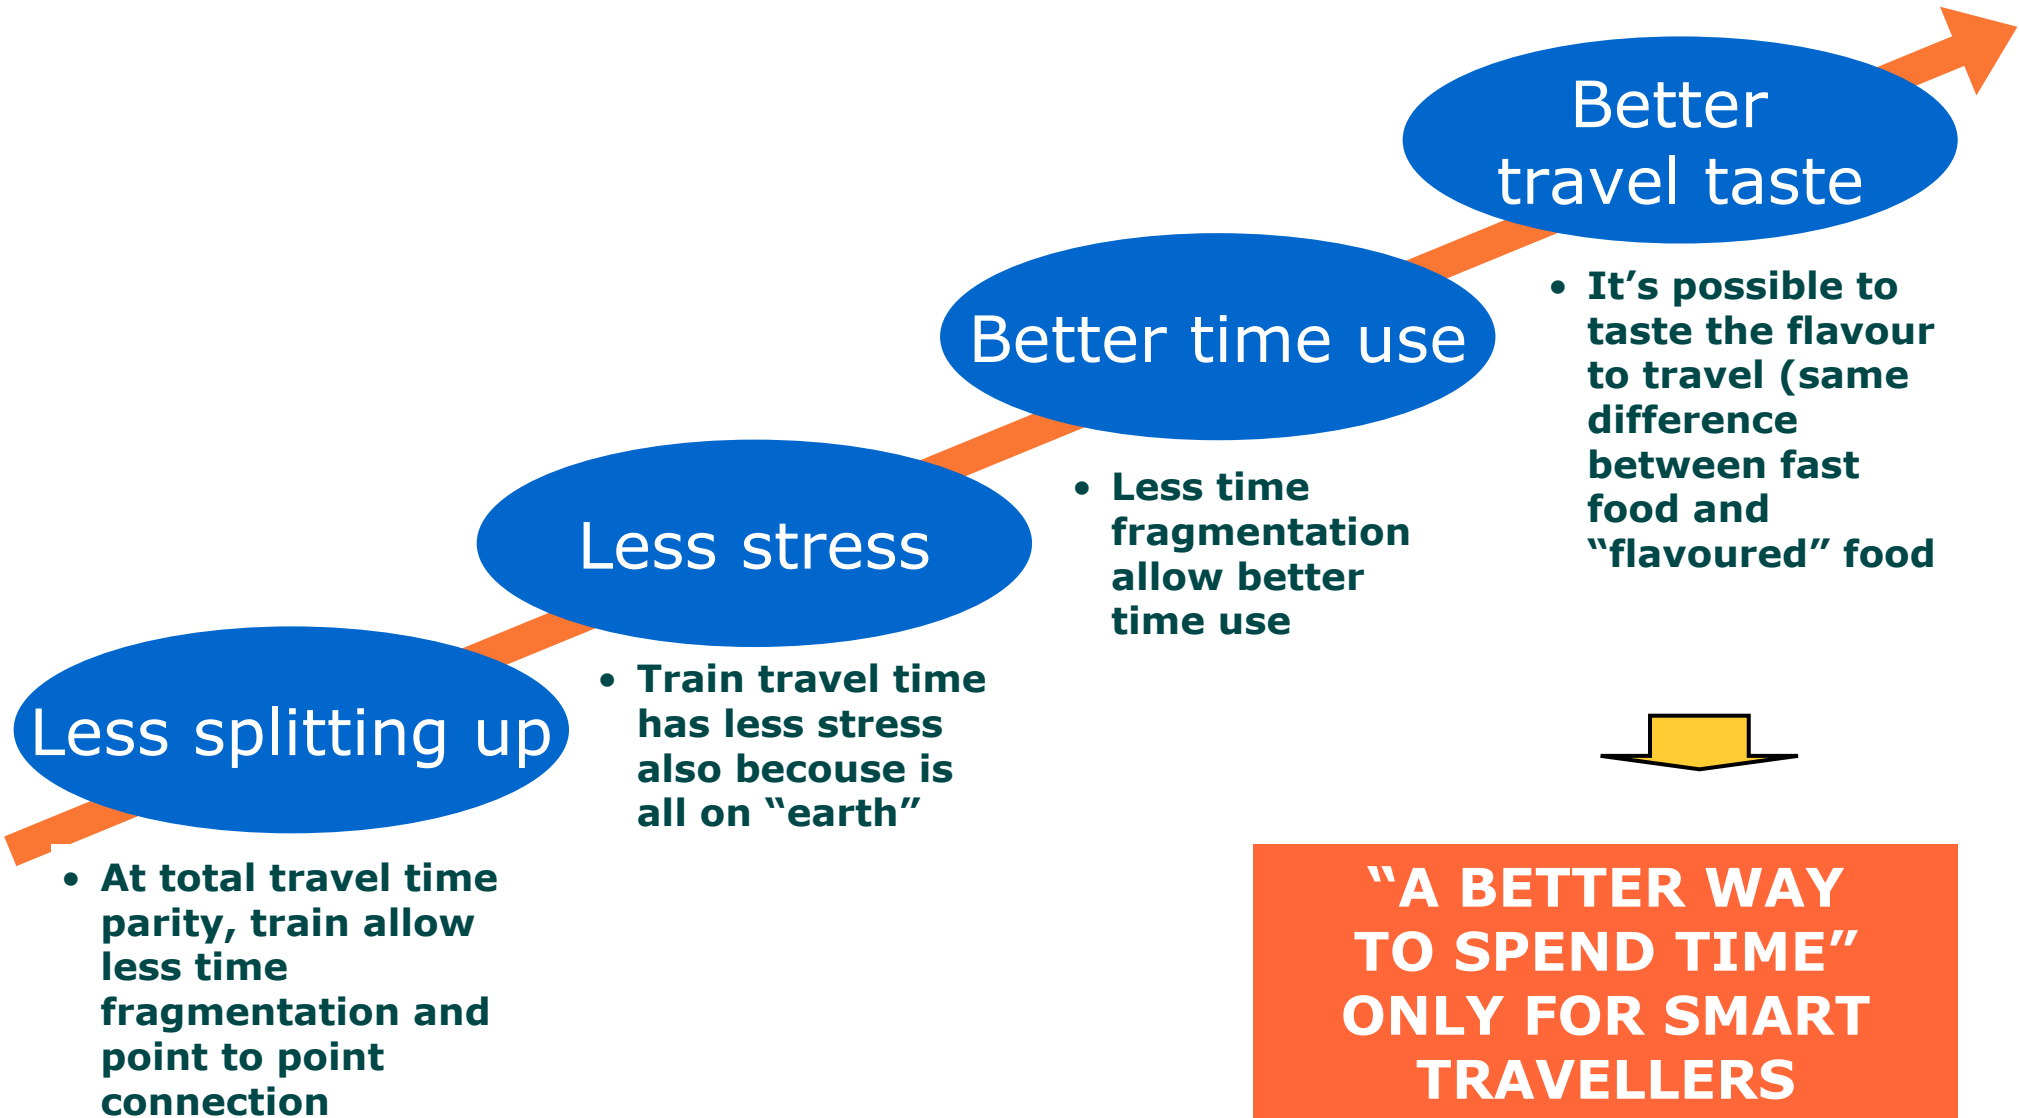 Better
travel taste
• It’s possible to
taste the flavour
to travel (same
difference
between fast
food and
“flavoured” food
Better time use
• Less time
fragmentation
allow better
time use
Less stress
• Train travel time
has less stress
also becouse is
all on “earth”
Less splitting up
• At total travel time
parity, train allow
less time
fragmentation and
point to point
connection
“A BETTER WAY
TO SPEND TIME”
ONLY FOR SMART
TRAVELLERS